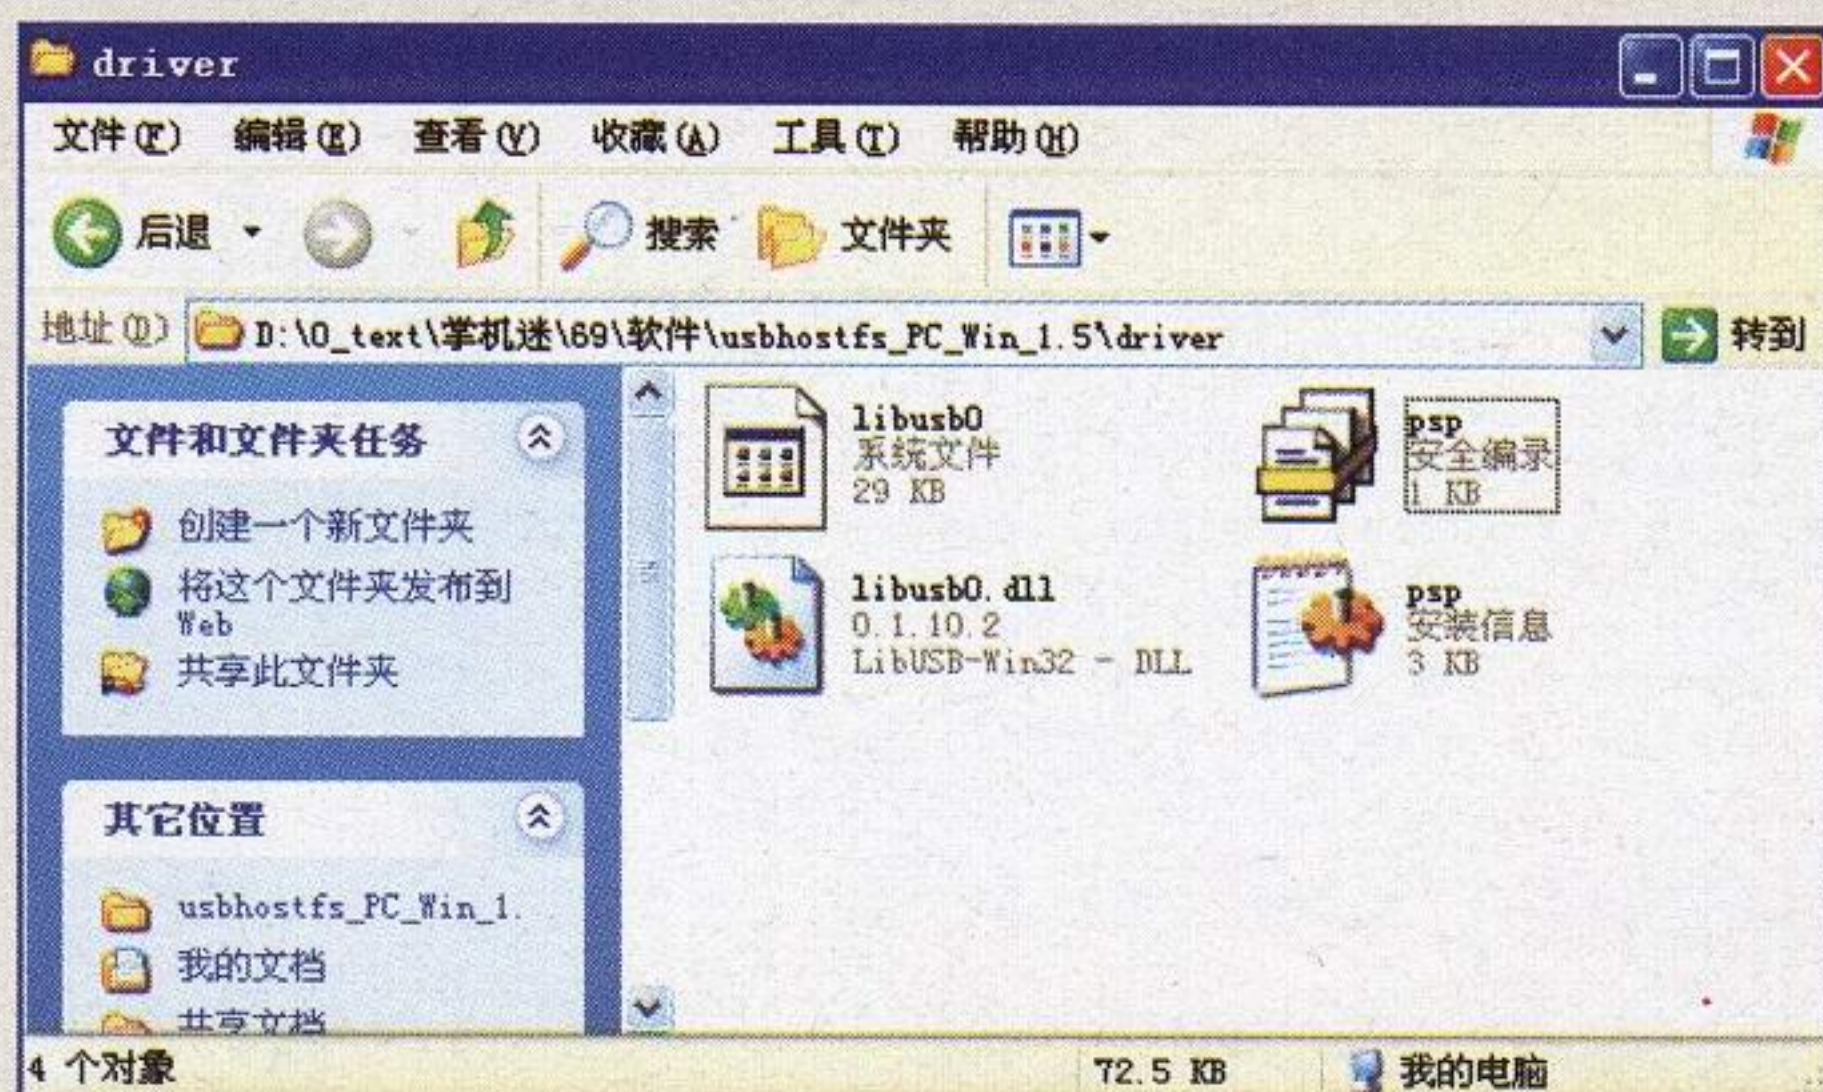 driver
文件(F) 编辑(E) 查看(V) 收藏(A) 工具(T) 帮助(H)
后退 搜索 文件夹
地址(D) D:\0_text\掌机迷\69\软件\usbhostfs_PC_Win_1.5\driver 转到
文件和文件夹任务
创建一个新文件夹
将这个文件夹发布到
Web
共享此文件夹
其它位置
usbhostfs_PC_Win_1.
我的文档
共享文档
libusb0
系统文件
29 KB
psp
安全编录
1 KB
libusb0.dll
0.1.10.2
LibUSB-Win32 - DLL
psp
安装信息
3 KB
4 个对象 72.5 KB 我的电脑